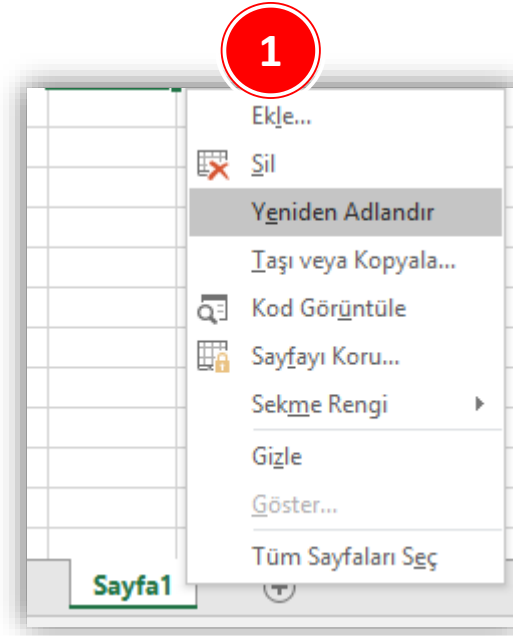 1
Ekle...
Sil
Yeniden Adlandır
Taşı veya Kopyala...
Kod Görüntüle
Sayfayı Koru...
Sekme Rengi
Gizle
Göster...
Tüm Sayfaları Seç
Sayfa1